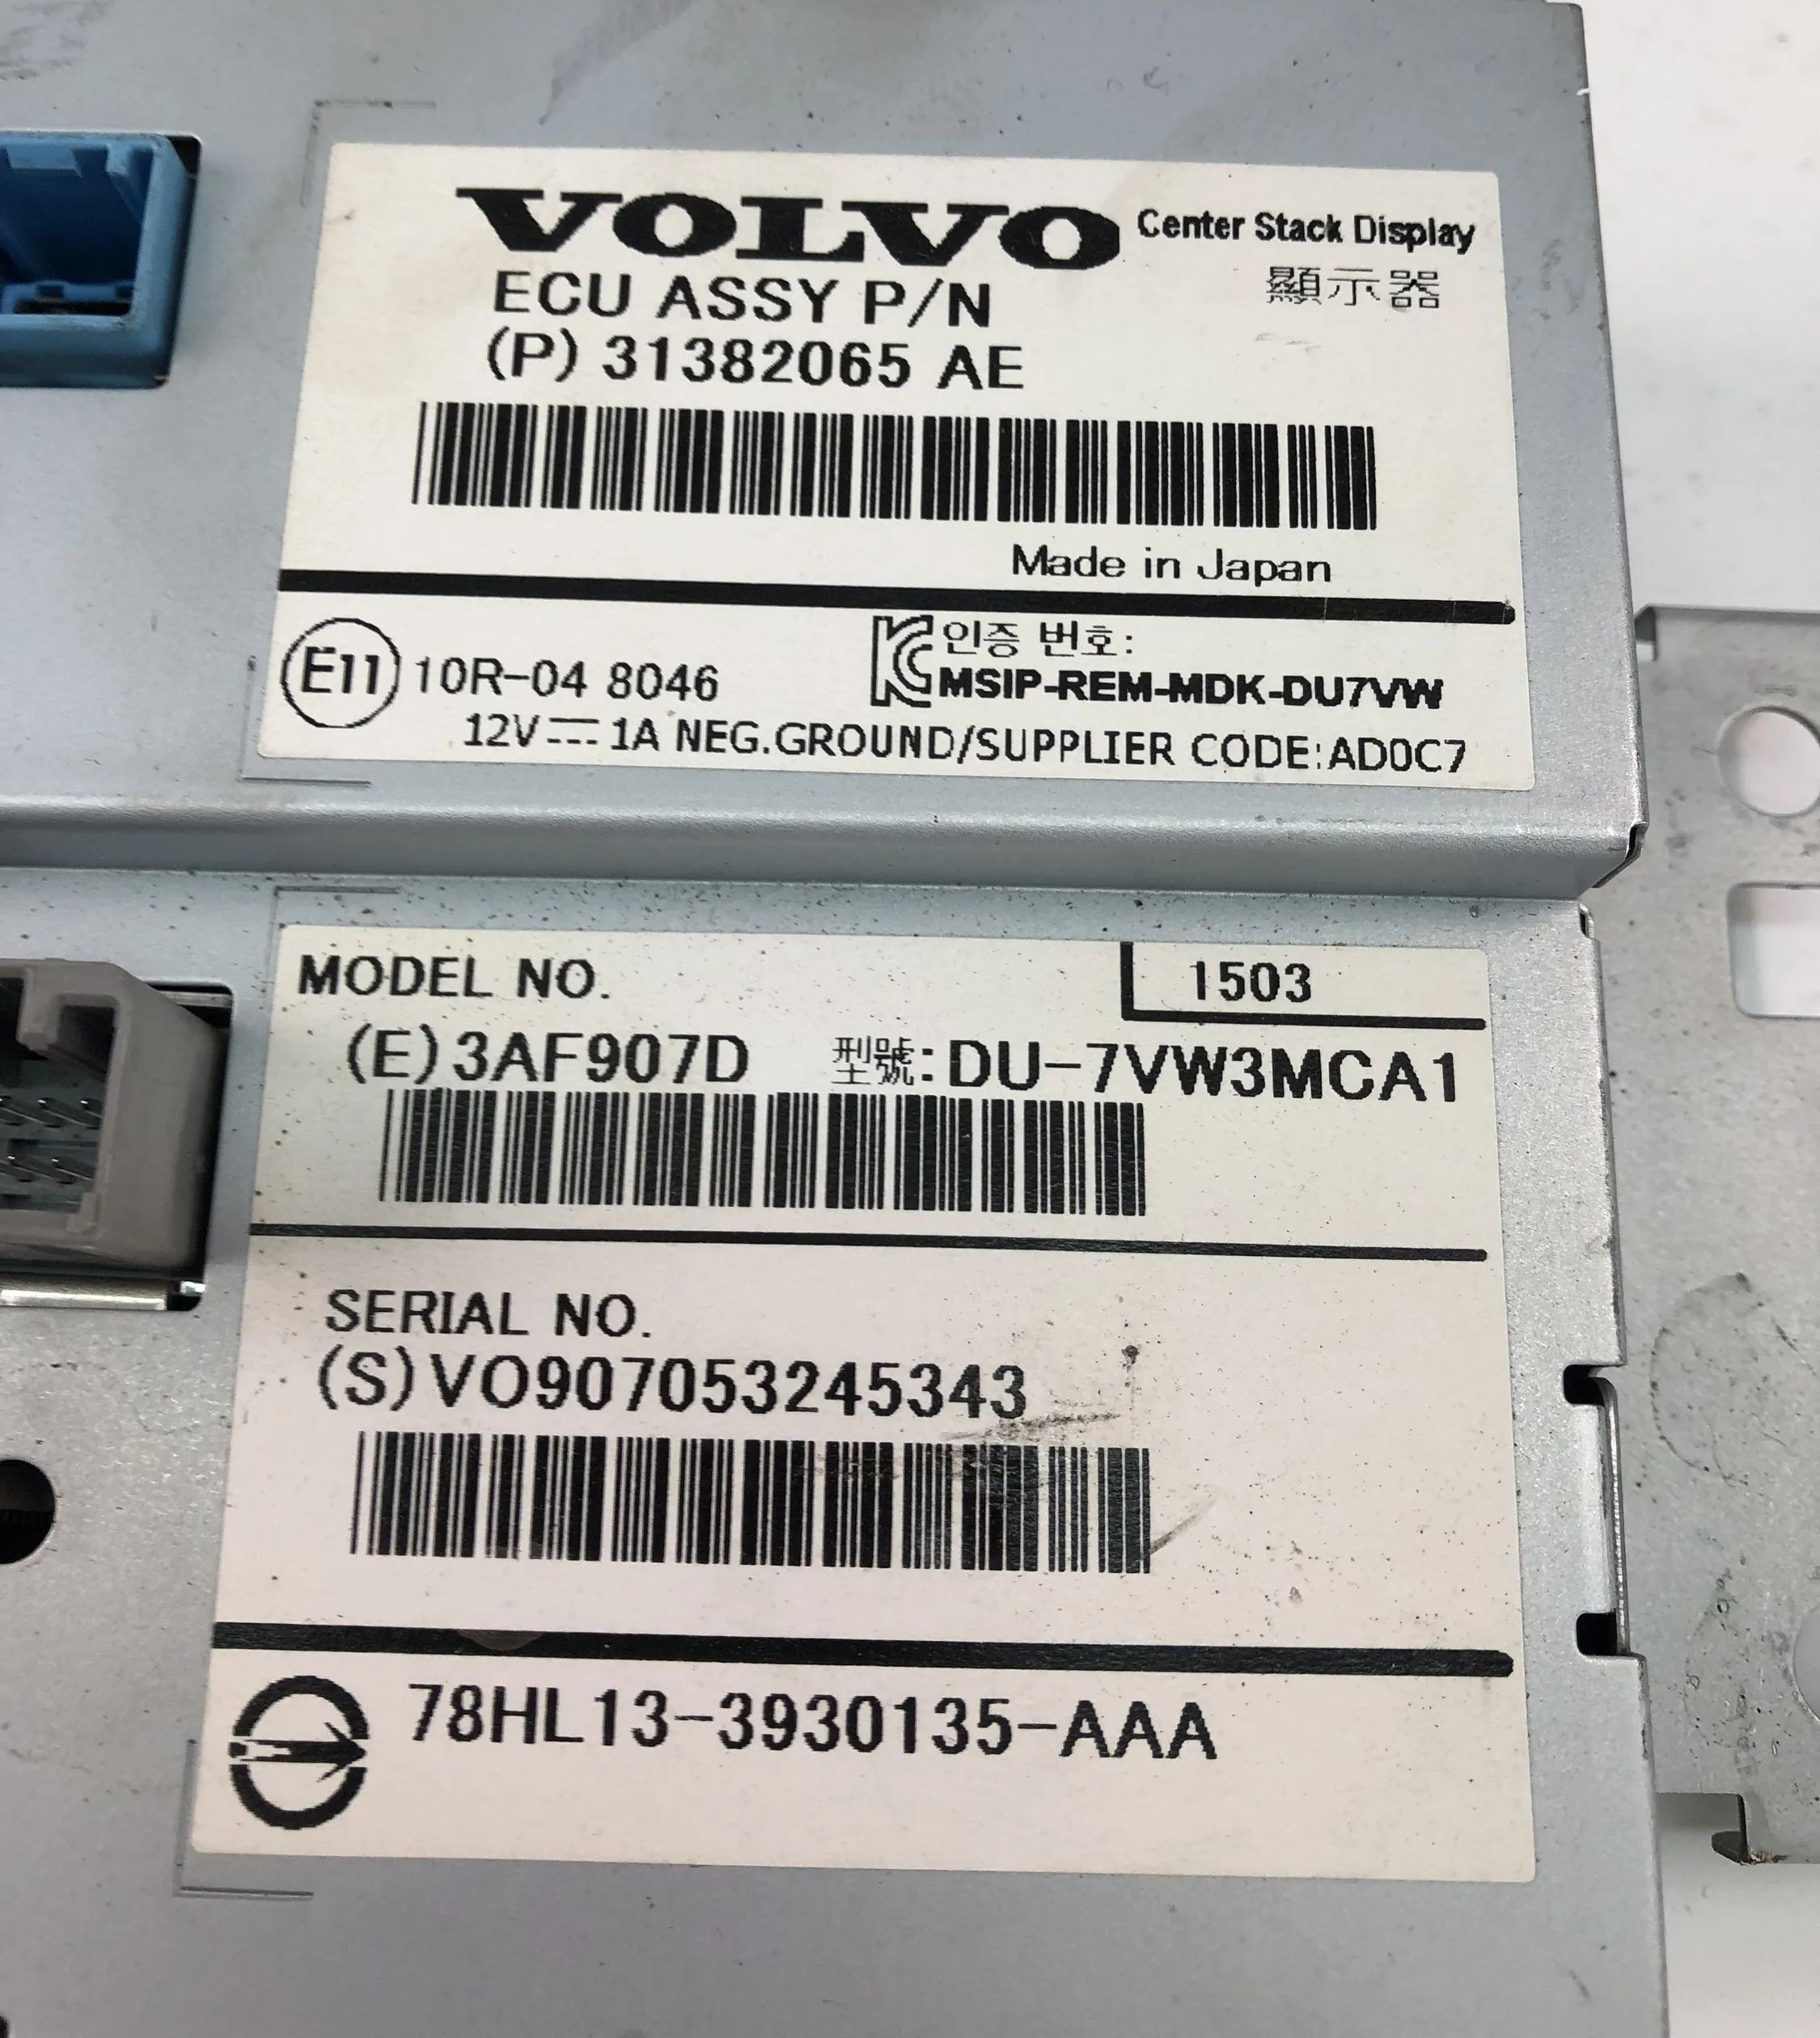 VOLVO Center Stack Display
ECU ASSY P/N 顯示器
(P) 31382065 AE
Made in Japan
E11 10R-04 8046
인증 번호:
MSIP-REM-MDK-DU7VW
12V⎓1A NEG.GROUND/SUPPLIER CODE:AD0C7
MODEL NO. 1503
(E)3AF907D 型號:DU-7VW3MCA1
SERIAL NO.
(S)VO907053245343
78HL13-3930135-AAA